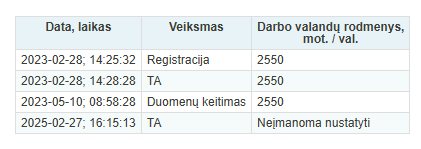 Data, laikas Veiksmas Darbo valandų rodmenys,
mot. / val.
2023-02-28; 14:25:32 Registracija 2550
2023-02-28; 14:28:28 TA 2550
2023-05-10; 08:58:28 Duomenų keitimas 2550
2025-02-27; 16:15:13 TA Neįmanoma nustatyti